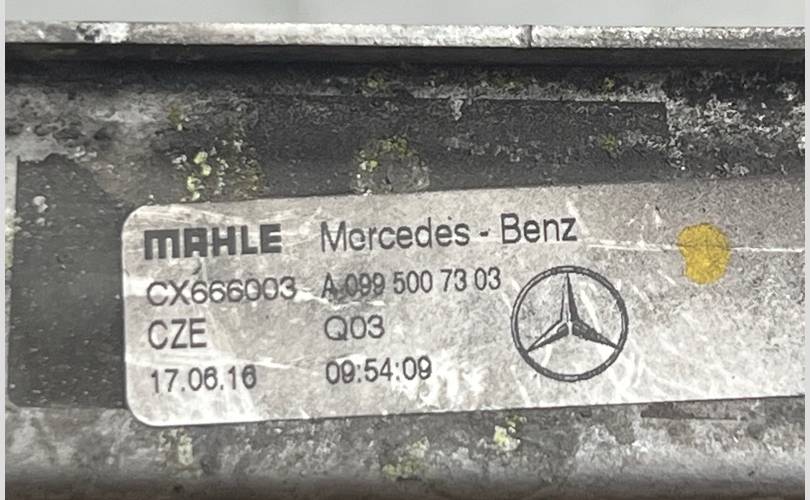 MAHLE Mercedes - Benz
CX666003 A 099 500 73 03
CZE Q03
17.06.16 09:54:09